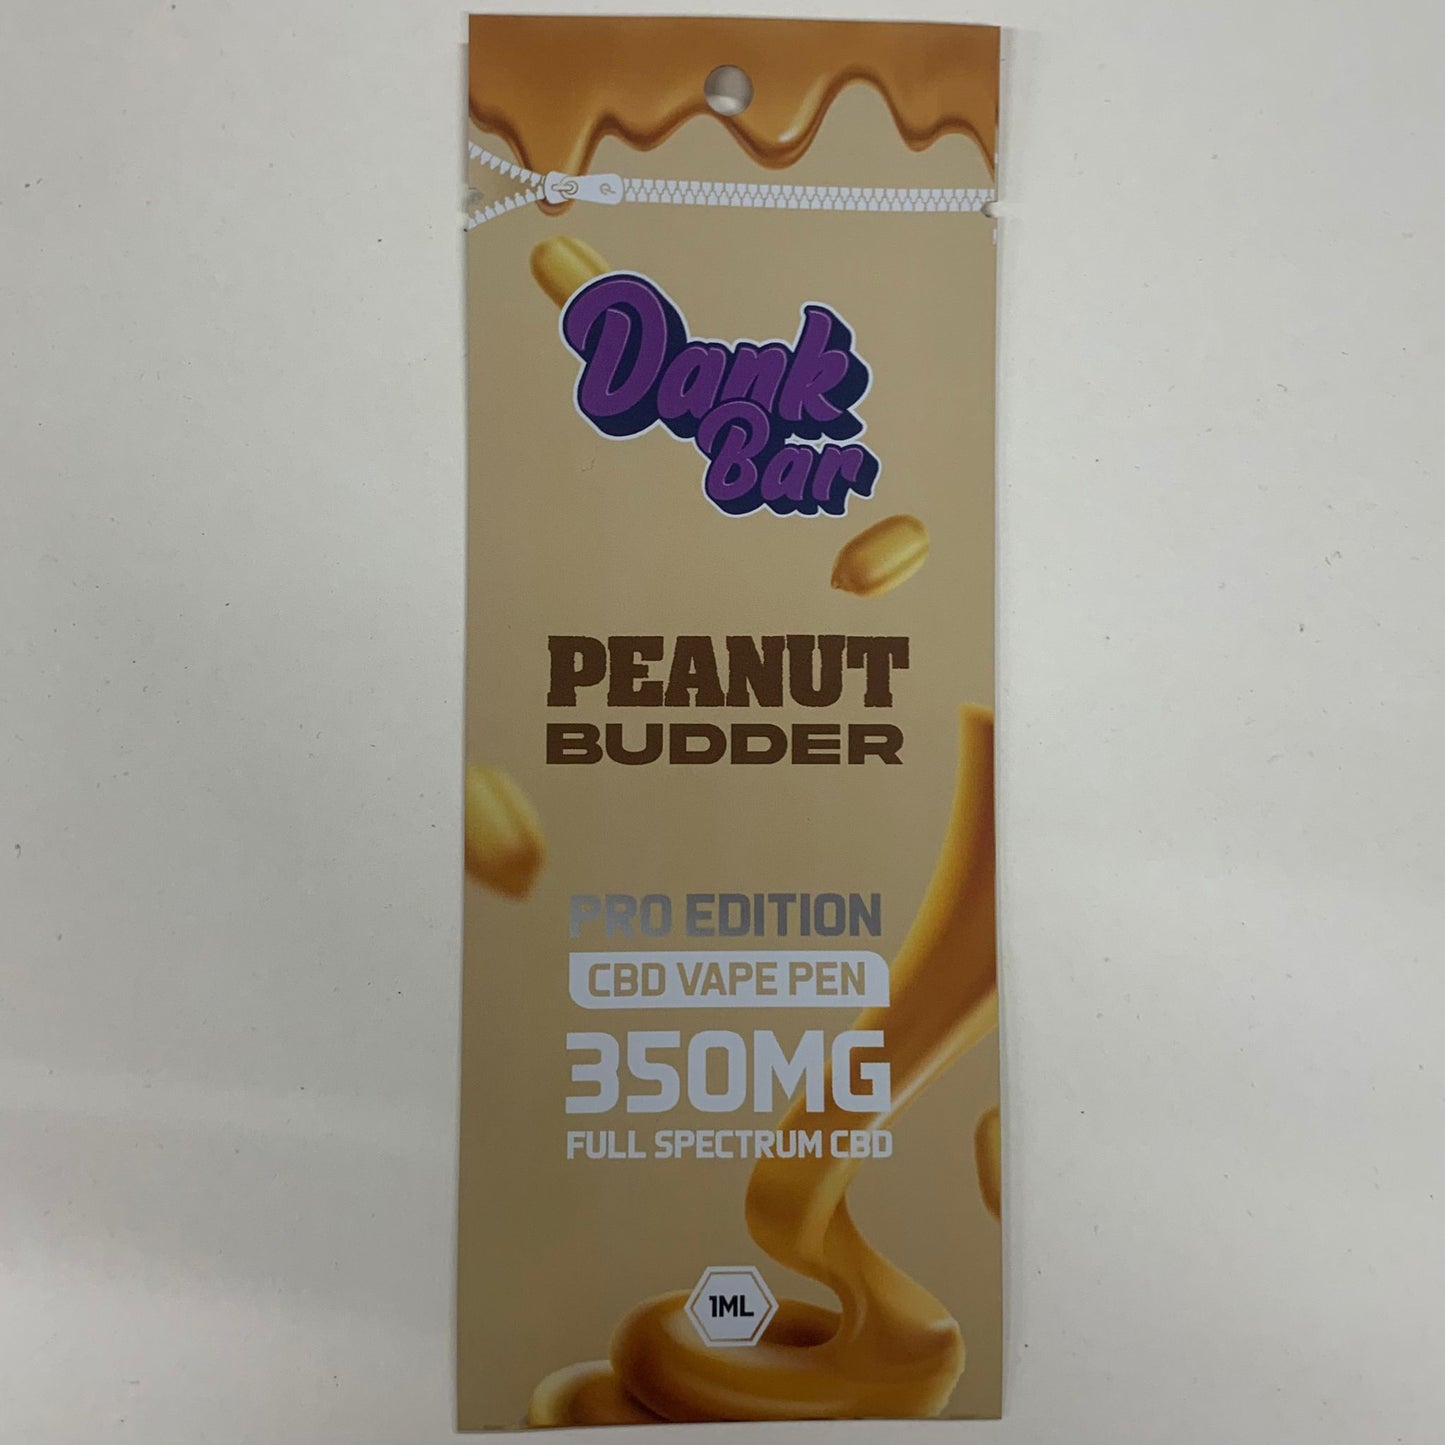 Dank
Bar
PEANUT
BUDDER
PRO EDITION
CBD VAPE PEN
350MG
FULL SPECTRUM CBD
1ML